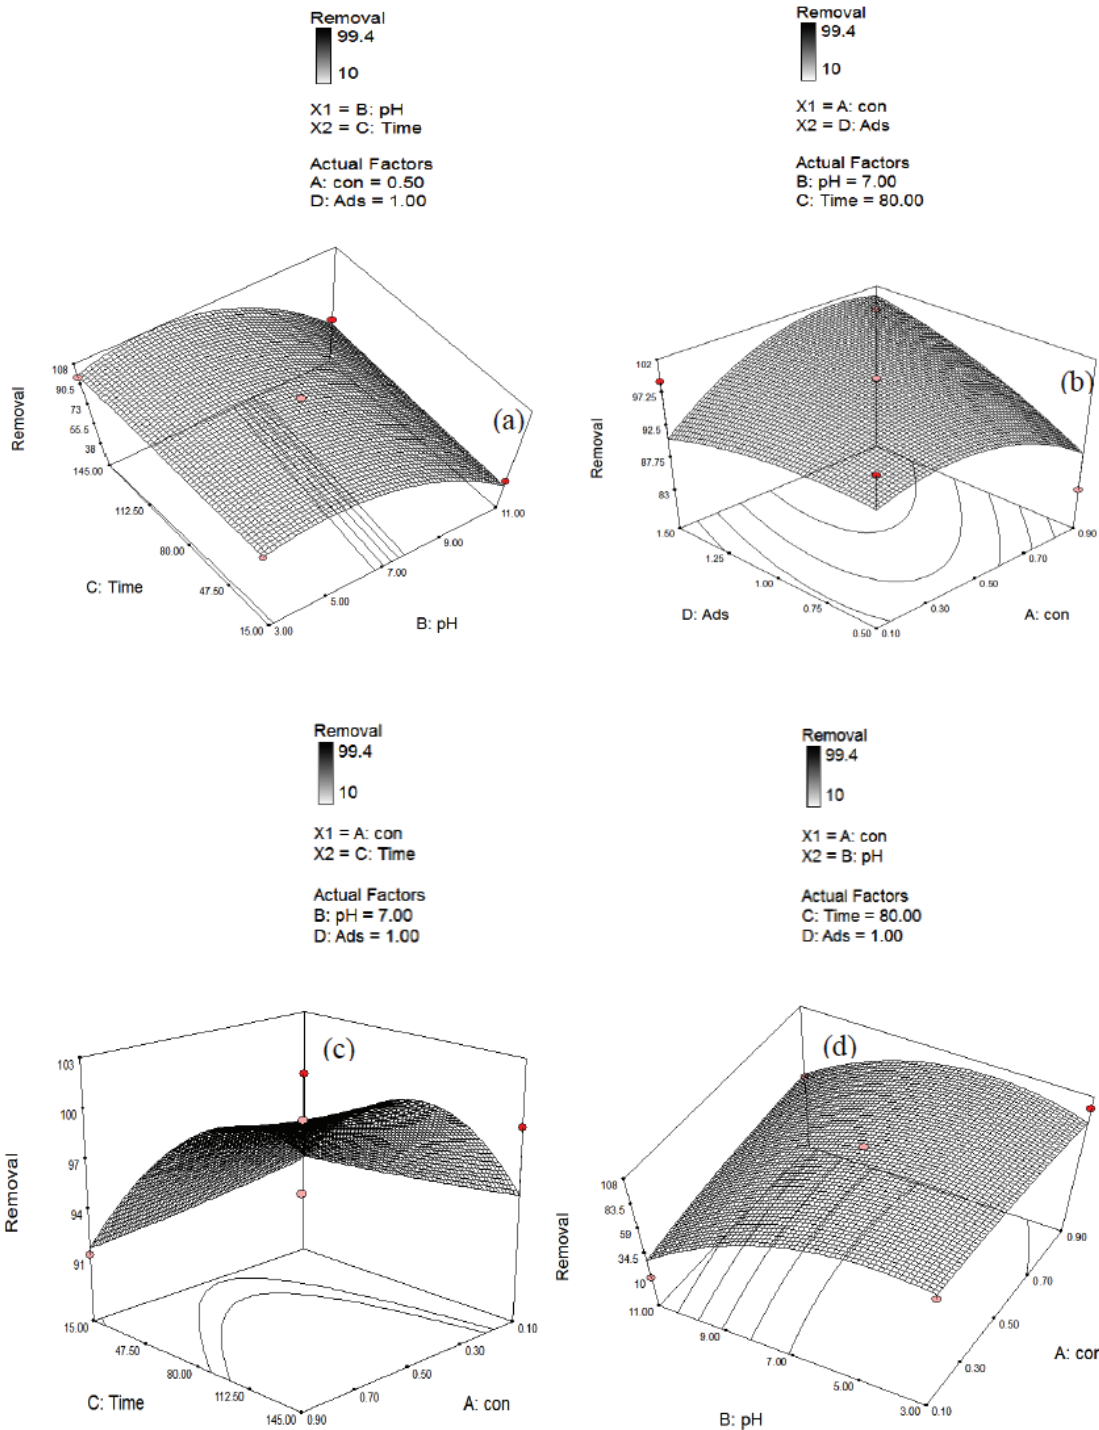 Removal
99.4
10
X1 = B: pH
X2 = C: Time
Actual Factors
A: con = 0.50
D: Ads = 1.00
(a)
Removal
108
90.5
73
55.5
38
145.00
112.50
80.00
47.50
15.00
3.00
5.00
7.00
9.00
11.00
C: Time
B: pH
Removal
99.4
10
X1 = A: con
X2 = D: Ads
Actual Factors
B: pH = 7.00
C: Time = 80.00
(b)
Removal
102
97.25
92.5
87.75
83
1.50
1.25
1.00
0.75
0.50
0.10
0.30
0.50
0.70
0.90
D: Ads
A: con
Removal
99.4
10
X1 = A: con
X2 = C: Time
Actual Factors
B: pH = 7.00
D: Ads = 1.00
(c)
Removal
103
100
97
94
91
15.00
47.50
80.00
112.50
145.00
0.90
0.70
0.50
0.30
0.10
C: Time
A: con
Removal
99.4
10
X1 = A: con
X2 = B: pH
Actual Factors
C: Time = 80.00
D: Ads = 1.00
(d)
Removal
108
83.5
59
34.5
10
11.00
9.00
7.00
5.00
3.00
0.10
0.30
0.50
0.70
0.90
B: pH
A: cor